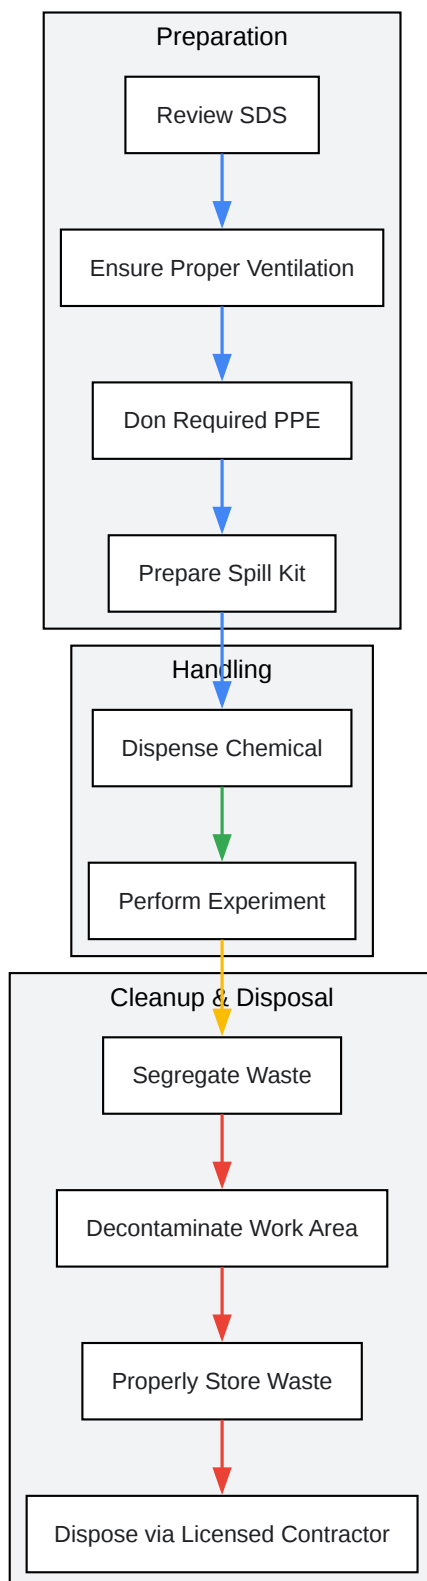 Preparation
Review SDS
Ensure Proper Ventilation
Don Required PPE
Prepare Spill Kit
Handling
Dispense Chemical
Perform Experiment
Cleanup & Disposal
Segregate Waste
Decontaminate Work Area
Properly Store Waste
Dispose via Licensed Contractor